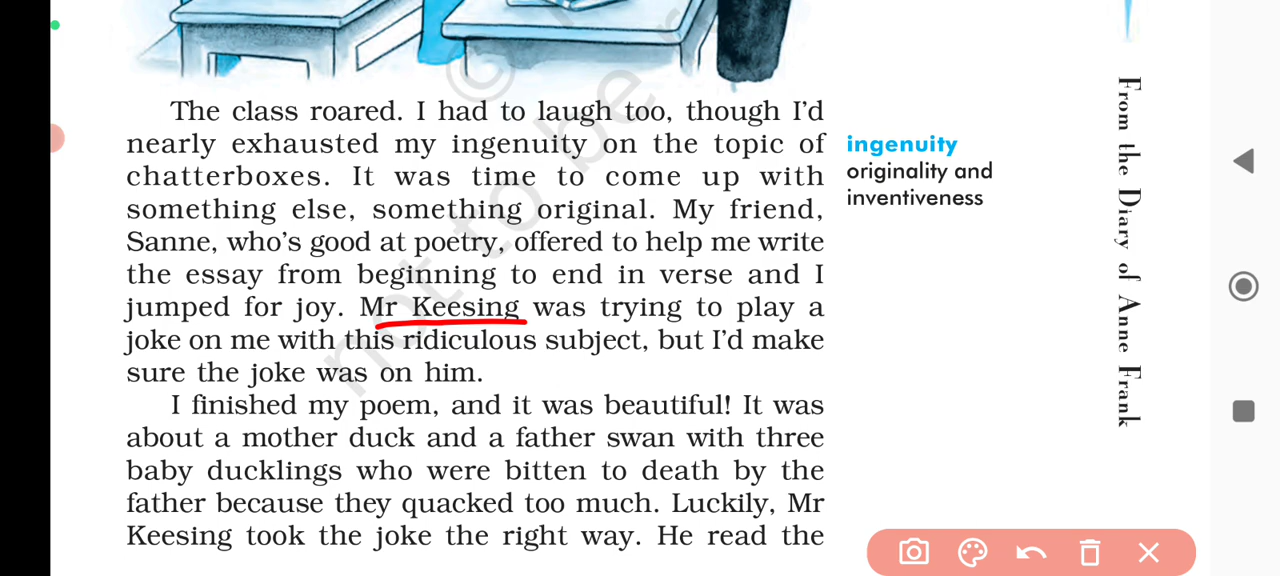 The class roared. I had to laugh too, though I'd
nearly exhausted my ingenuity on the topic of
chatterboxes. It was time to come up with
something else, something original. My friend,
Sanne, who's good at poetry, offered to help me write
the essay from beginning to end in verse and I
jumped for joy. Mr Keesing was trying to play a
joke on me with this ridiculous subject, but I'd make
sure the joke was on him.
I finished my poem, and it was beautiful! It was
about a mother duck and a father swan with three
baby ducklings who were bitten to death by the
father because they quacked too much. Luckily, Mr
Keesing took the joke the right way. He read the
ingenuity
originality and
inventiveness
From the Diary of Anne Frank
not to be
©